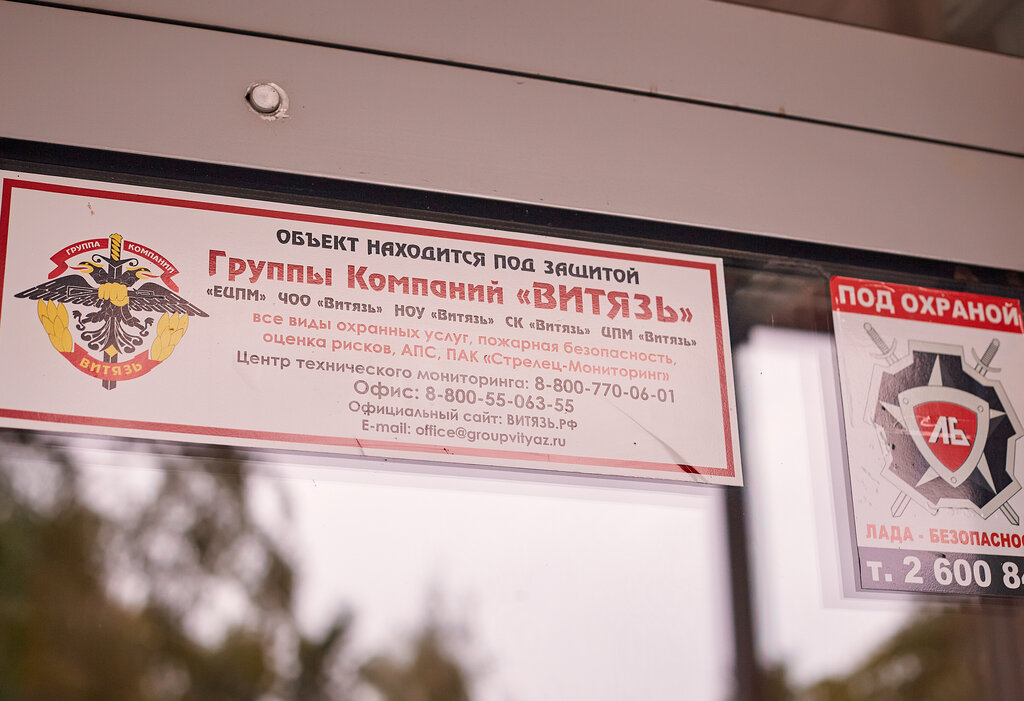 ГРУППА КОМПАНИЙ
ВИТЯЗЬ
ОБЪЕКТ НАХОДИТСЯ ПОД ЗАЩИТОЙ
Группы Компаний «ВИТЯЗЬ»
«ЕЦПМ» ЧОО «Витязь» НОУ «Витязь» СК «Витязь» ЦПМ «Витязь»
все виды охранных услуг, пожарная безопасность,
оценка рисков, АПС, ПАК «Стрелец-Мониторинг»
Центр технического мониторинга: 8-800-770-06-01
Офис: 8-800-55-063-55
Официальный сайт: ВИТЯЗЬ.РФ
E-mail: office@groupvityaz.ru
ПОД ОХРАНОЙ
ЛАБ
ЛАДА - БЕЗОПАСНО
т. 2 600 84